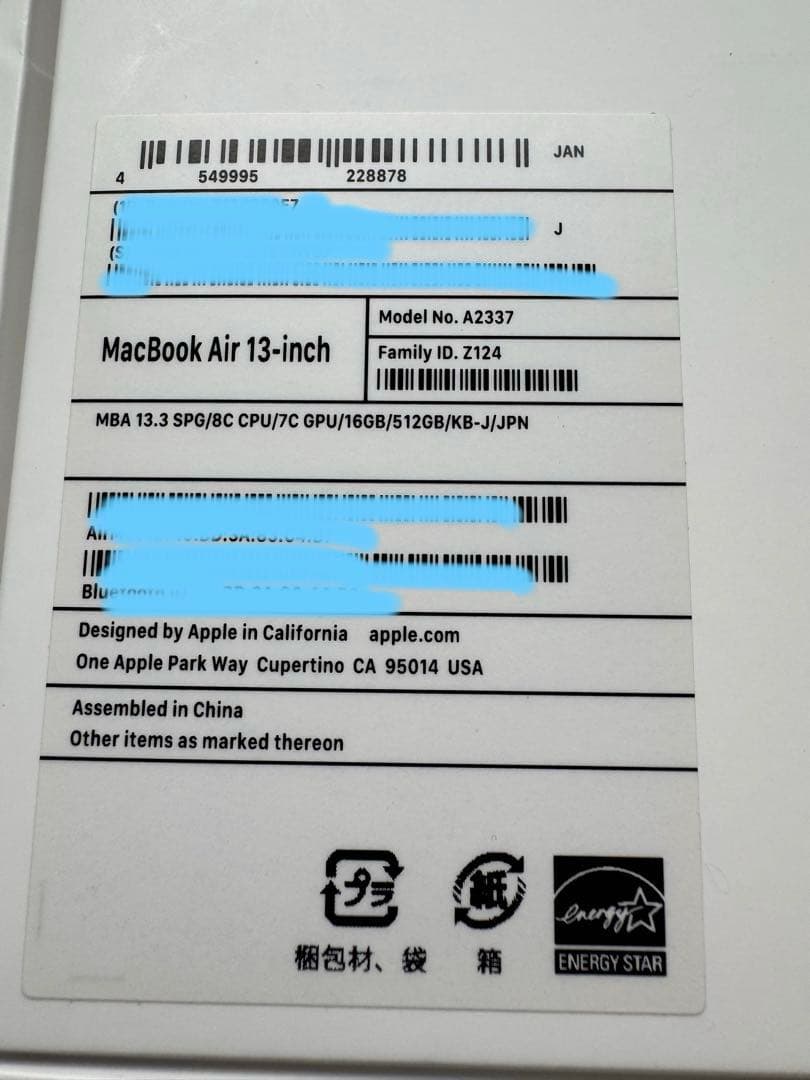 JAN
4 549995 228878
J
MacBook Air 13-inch
Model No. A2337
Family ID. Z124
MBA 13.3 SPG/8C CPU/7C GPU/16GB/512GB/KB-J/JPN
Designed by Apple in California apple.com
One Apple Park Way Cupertino CA 95014 USA
Assembled in China
Other items as marked thereon
プラ
紙
energy
梱包材、袋
箱
ENERGY STAR